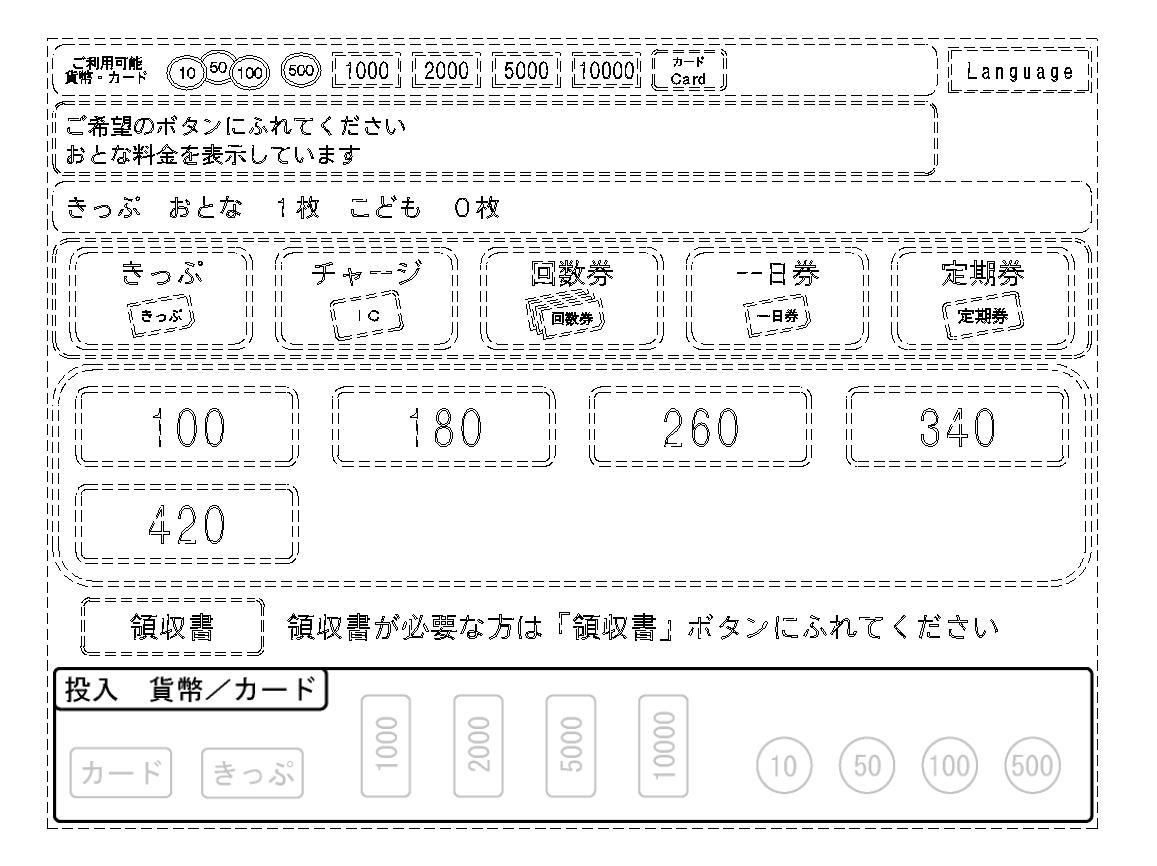 ご利用可能
貨幣・カード
10 50 100 500 1000 2000 5000 10000
カード
Card
Language
ご希望のボタンにふれてください
おとな料金を表示しています
きっぷ　おとな　1枚　こども　0枚
きっぷ チャージ 回数券 一日券 定期券
きっぷ IC 回数券 一日券 定期券
100 180 260 340
420
領収書 領収書が必要な方は『領収書』ボタンにふれてください
投入　貨幣／カード
カード きっぷ 1000 2000 5000 10000 10 50 100 500